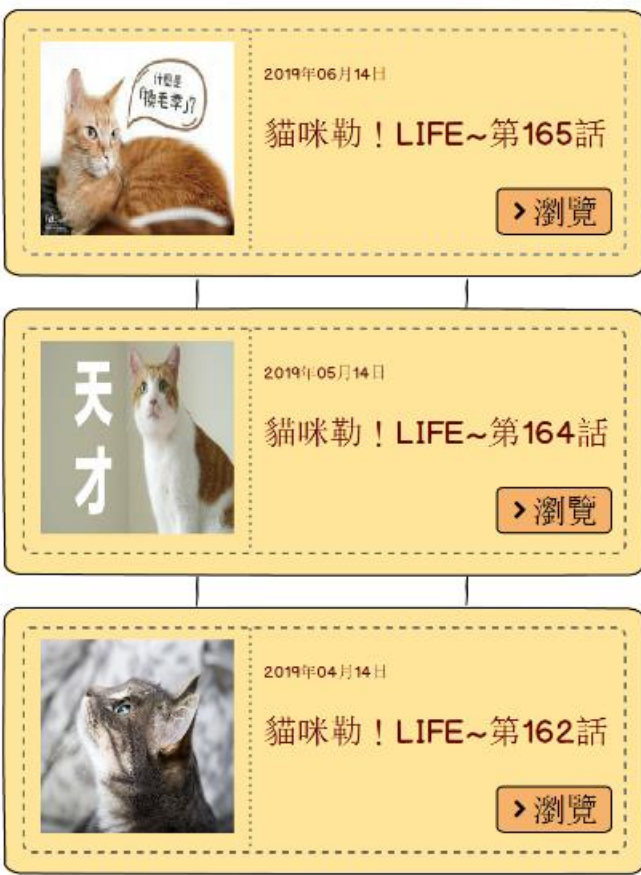 什麼是
「換毛季」?
2019年06月14日
貓咪勒！LIFE~第165話
瀏覽
天
才
2019年05月14日
貓咪勒！LIFE~第164話
瀏覽
2019年04月14日
貓咪勒！LIFE~第162話
瀏覽